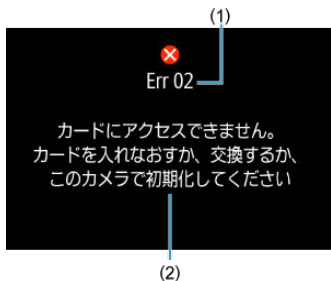 (1)
Err 02
カードにアクセスできません。
カードを入れなおすか、交換するか、
このカメラで初期化してください
(2)